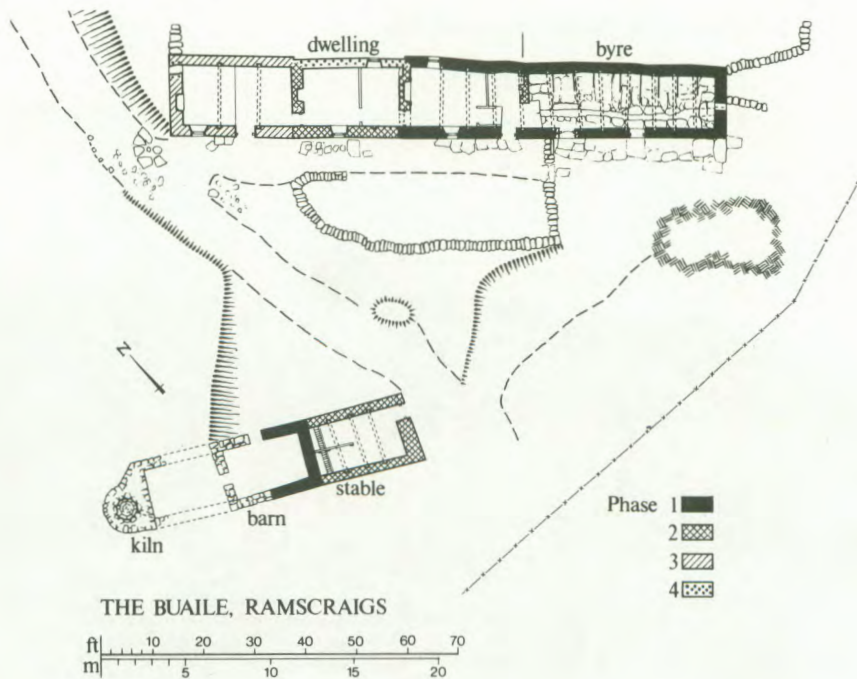 dwelling
byre
N
stable
barn
kiln
Phase 1
2
3
4
THE BUAILE, RAMSCRAIGS
ft 10 20 30 40 50 60 70
m 5 10 15 20